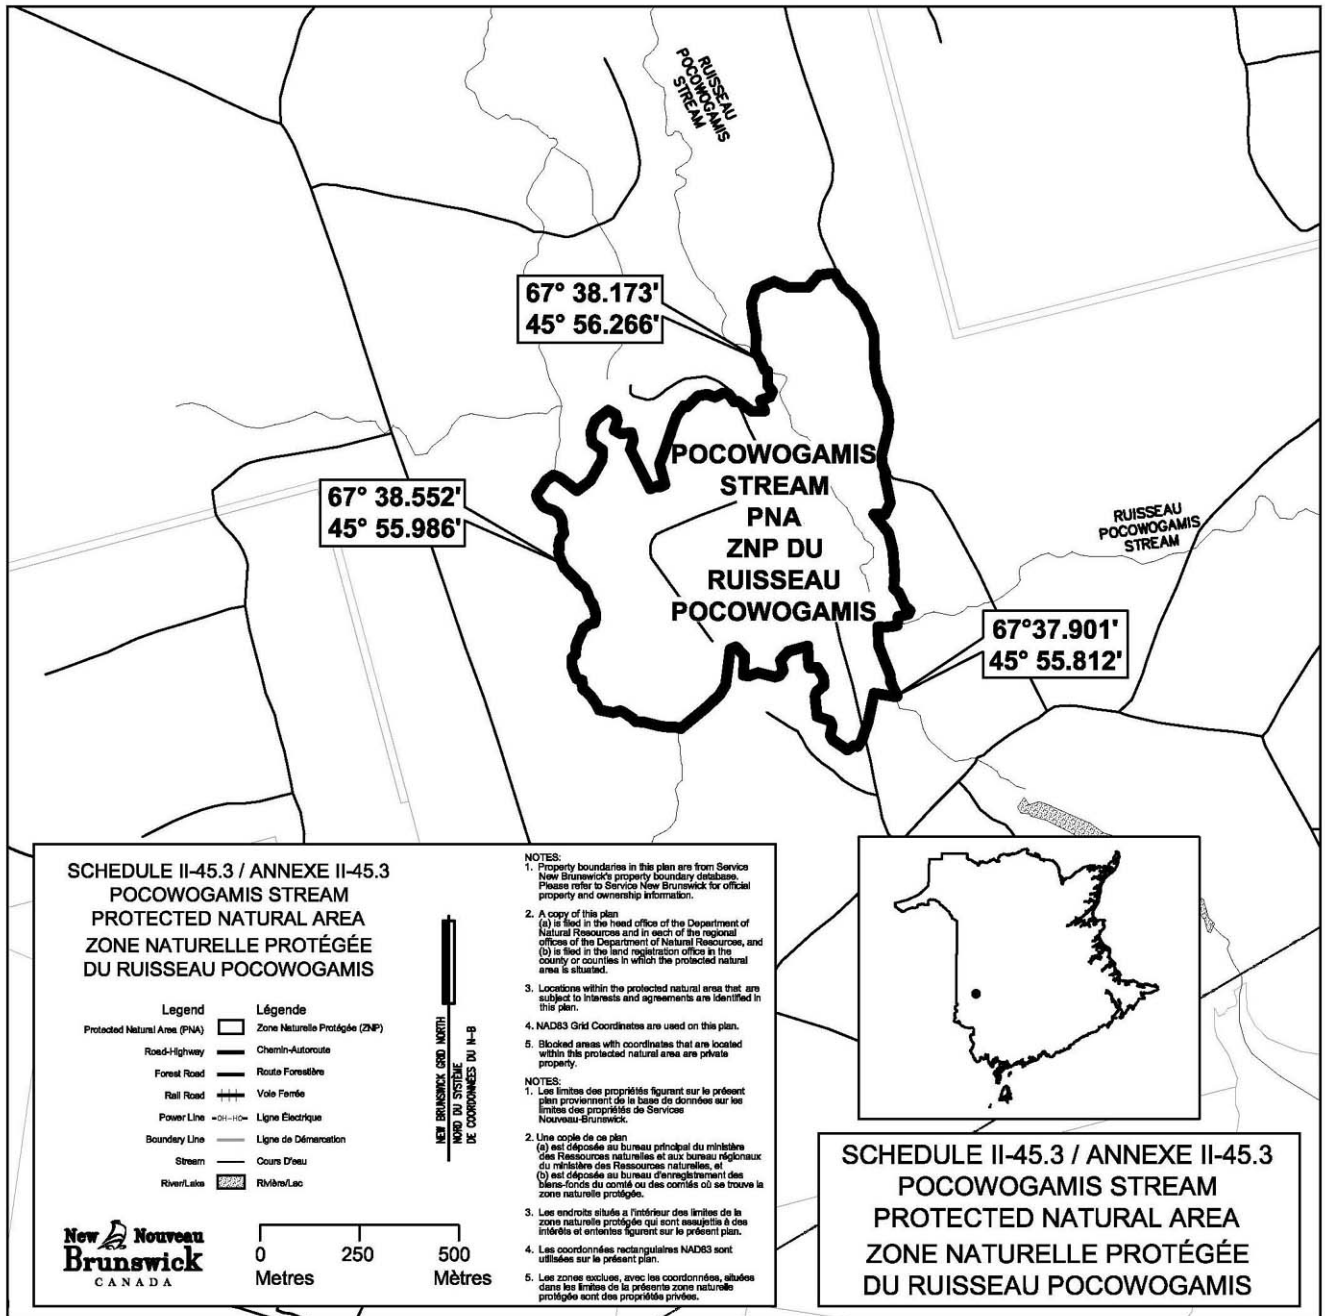 RUISSEAU
POCOWOGAMIS
STREAM
67° 38.173'
45° 56.266'
67° 38.552'
45° 55.986'
POCOWOGAMIS
STREAM
PNA
ZNP DU
RUISSEAU
POCOWOGAMIS
RUISSEAU
POCOWOGAMIS
STREAM
67°37.901'
45° 55.812'
SCHEDULE II-45.3 / ANNEXE II-45.3
POCOWOGAMIS STREAM
PROTECTED NATURAL AREA
ZONE NATURELLE PROTÉGÉE
DU RUISSEAU POCOWOGAMIS
Legend Légende
Protected Natural Area (PNA) Zone Naturelle Protégée (ZNP)
Road-Highway Chemin-Autoroute
Forest Road Route Forestière
Rail Road Voie Ferrée
Power Line OH-HO Ligne Électrique
Boundary Line Ligne de Démarcation
Stream Cours D'eau
River/Lake Rivière/Lac
NEW BRUNSWICK GRID NORTH
NORD DU SYSTÈME
DE COORDONNÉES DU N-B
New Nouveau
Brunswick
CANADA
0 250 500
Metres Mètres
NOTES:
1. Property boundaries in this plan are from Service
New Brunswick's property boundary database.
Please refer to Service New Brunswick for official
property and ownership information.
2. A copy of this plan
(a) is filed in the head office of the Department of
Natural Resources and in each of the regional
offices of the Department of Natural Resources, and
(b) is filed in the land registration office in the
county or counties in which the protected natural
area is situated.
3. Locations within the protected natural area that are
subject to interests and agreements are identified in
this plan.
4. NAD83 Grid Coordinates are used on this plan.
5. Blocked areas with coordinates that are located
within this protected natural area are private
property.
NOTES:
1. Les limites des propriétés figurant sur le présent
plan proviennent de la base de données sur les
limites des propriétés de Services
Nouveau-Brunswick.
2. Une copie de ce plan
(a) est déposée au bureau principal du ministère
des Ressources naturelles et aux bureau régionaux
du ministère des Ressources naturelles, et
(b) est déposée au bureau d'enregistrement des
biens-fonds du comté ou des comtés où se trouve la
zone naturelle protégée.
3. Les endroits situés a l'intérieur des limites de la
zone naturelle protégée qui sont assujettis à des
intérêts et ententes figurent sur le présent plan.
4. Les coordonnées rectangulaires NAD83 sont
utilisées sur le présent plan.
5. Les zones exclues, avec les coordonnées, situées
dans les limites de la présente zone naturelle
protégée sont des propriétés privées.
SCHEDULE II-45.3 / ANNEXE II-45.3
POCOWOGAMIS STREAM
PROTECTED NATURAL AREA
ZONE NATURELLE PROTÉGÉE
DU RUISSEAU POCOWOGAMIS